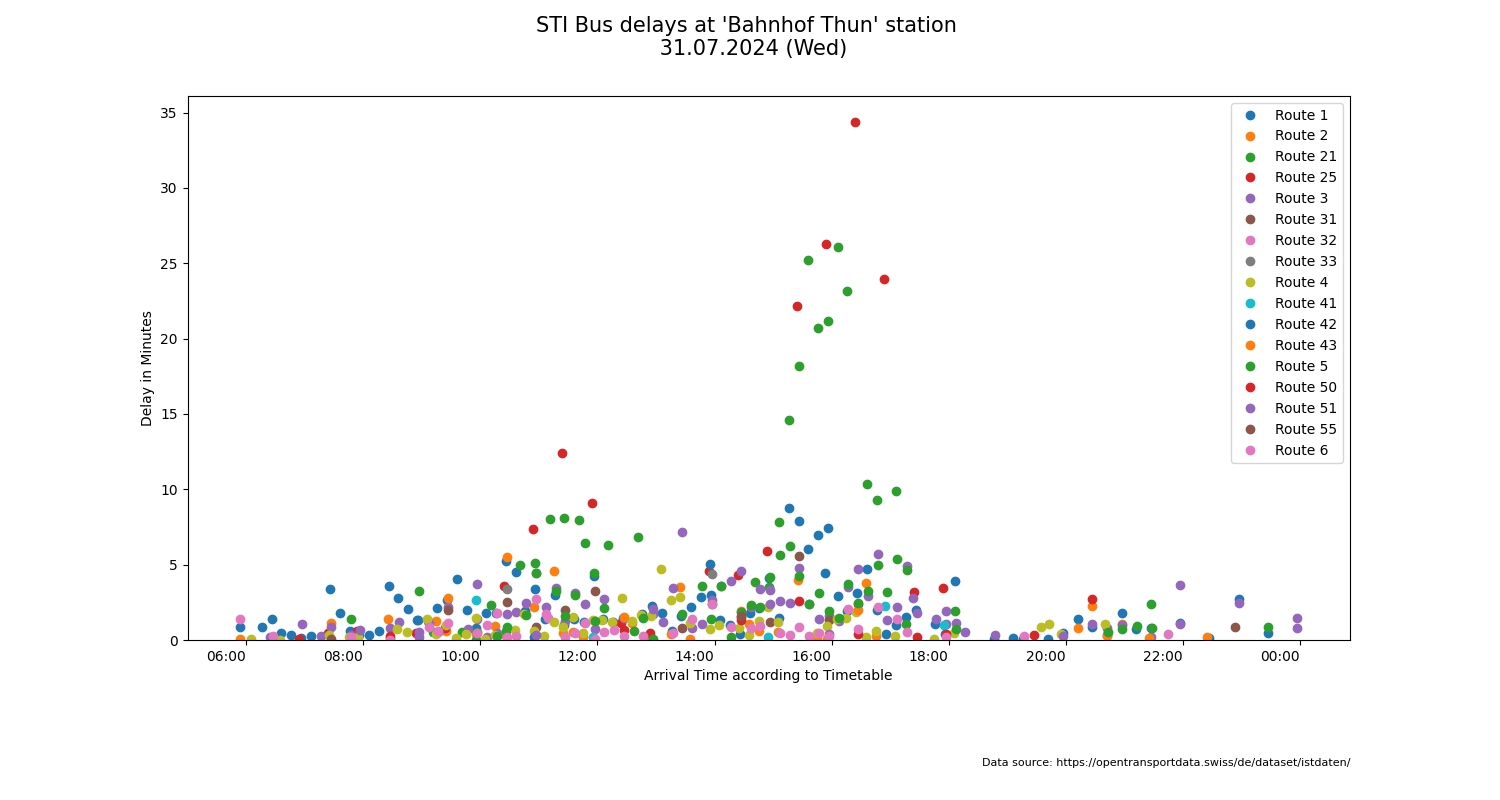 STI Bus delays at 'Bahnhof Thun' station
31.07.2024 (Wed)
35
30
25
20
15
10
5
0
Delay in Minutes
Route 1
Route 2
Route 21
Route 25
Route 3
Route 31
Route 32
Route 33
Route 4
Route 41
Route 42
Route 43
Route 5
Route 50
Route 51
Route 55
Route 6
06:00 08:00 10:00 12:00 14:00 16:00 18:00 20:00 22:00 00:00
Arrival Time according to Timetable
Data source: https://opentransportdata.swiss/de/dataset/istdaten/